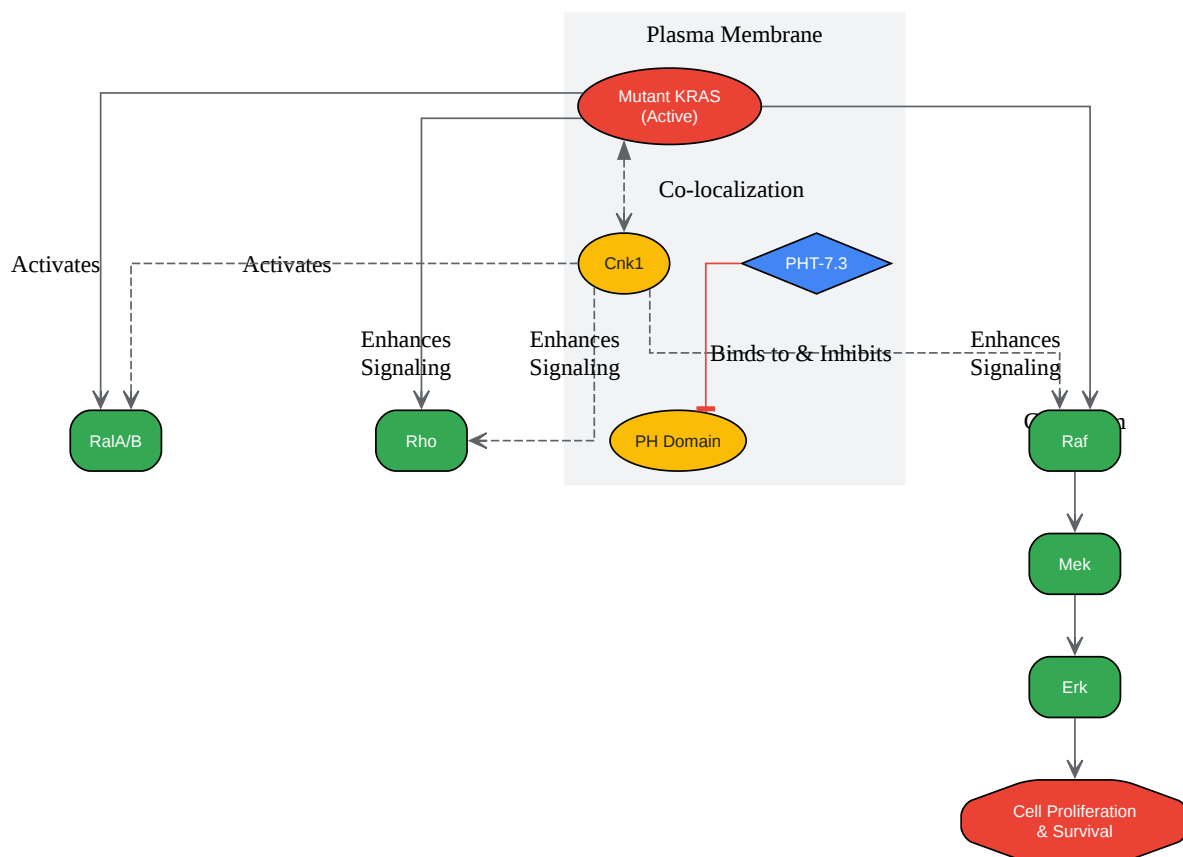 Plasma Membrane
Mutant KRAS
(Active)
Co-localization
Activates
Activates
Cnk1
PHT-7.3
Enhances
Signaling
Enhances
Signaling
Binds to & Inhibits
Enhances
Signaling
RalA/B
Rho
PH Domain
Raf
Mek
Erk
Cell Proliferation
& Survival